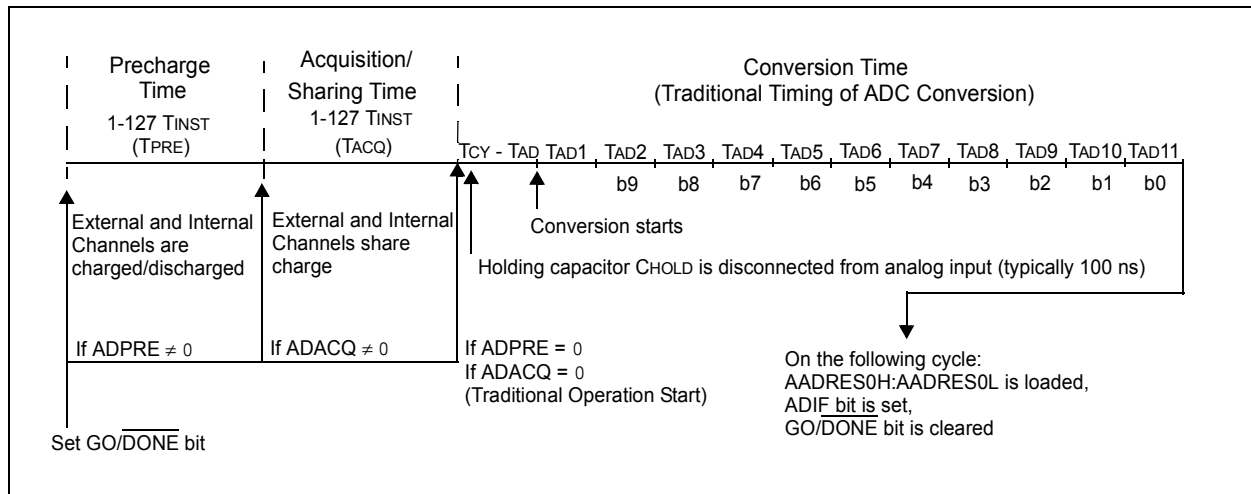 Precharge
Time
1-127 TINST
(TPRE)
Acquisition/
Sharing Time
1-127 TINST
(TACQ)
Conversion Time
(Traditional Timing of ADC Conversion)
TCY - TAD TAD1 TAD2 TAD3 TAD4 TAD5 TAD6 TAD7 TAD8 TAD9 TAD10 TAD11
b9 b8 b7 b6 b5 b4 b3 b2 b1 b0
External and Internal
Channels are
charged/discharged
External and Internal
Channels share
charge
Conversion starts
Holding capacitor CHOLD is disconnected from analog input (typically 100 ns)
If ADPRE ≠ 0
If ADACQ ≠ 0
If ADPRE = 0
If ADACQ = 0
(Traditional Operation Start)
On the following cycle:
AADRES0H:AADRES0L is loaded,
ADIF bit is set,
GO/DONE bit is cleared
Set GO/DONE bit